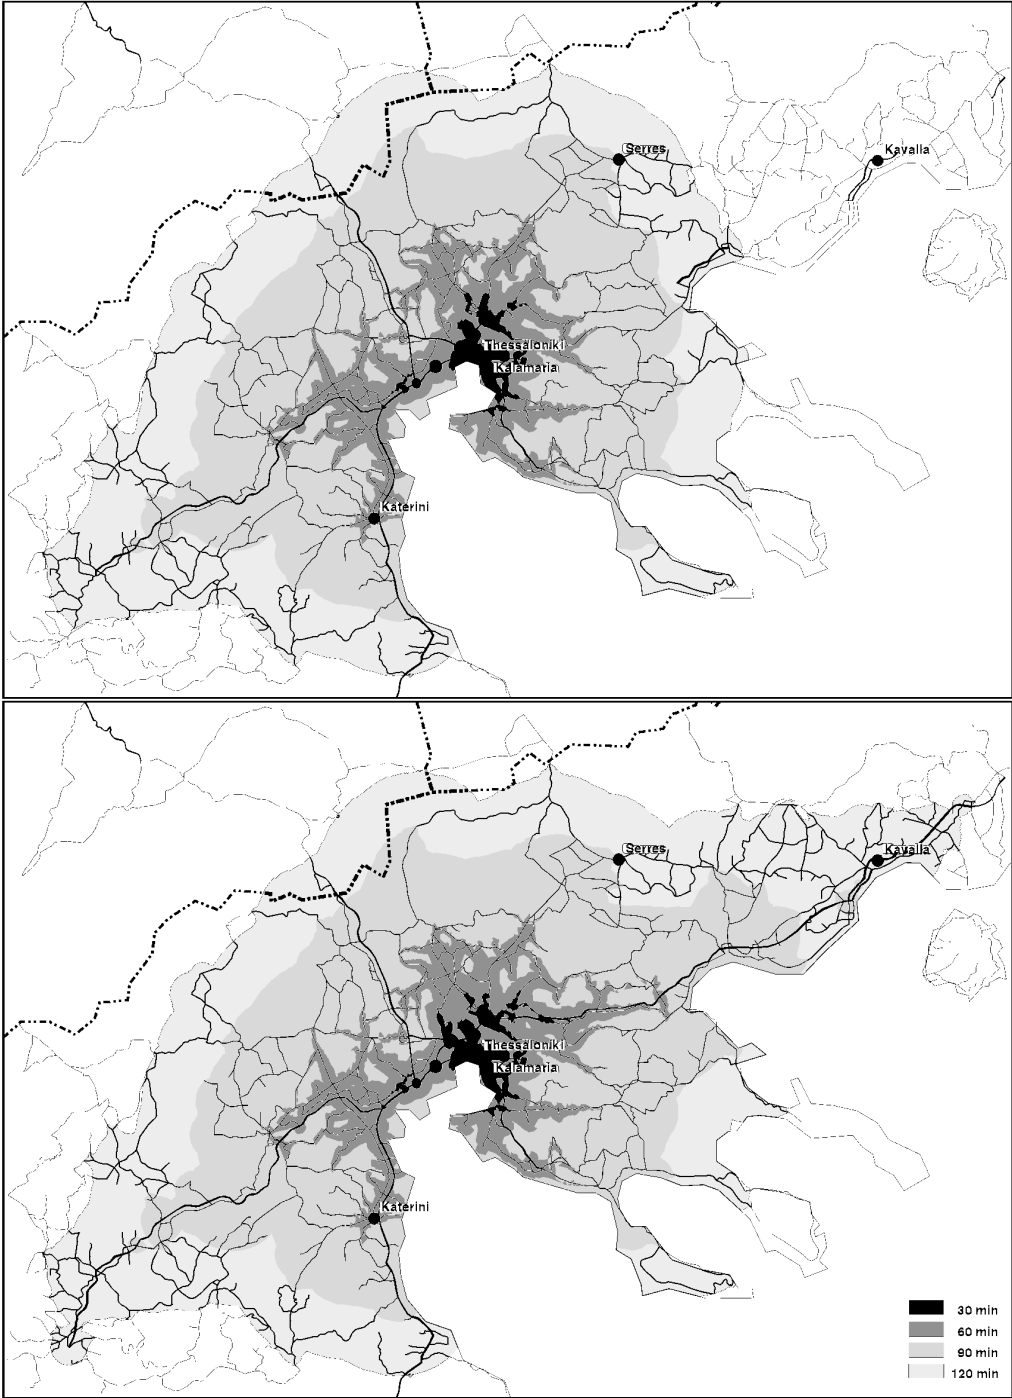 Serres
Kavalla
Thessaloniki
Kalamaria
Katerini
Serres
Kavalla
Thessaloniki
Kalamaria
Katerini
30 min
60 min
90 min
120 min